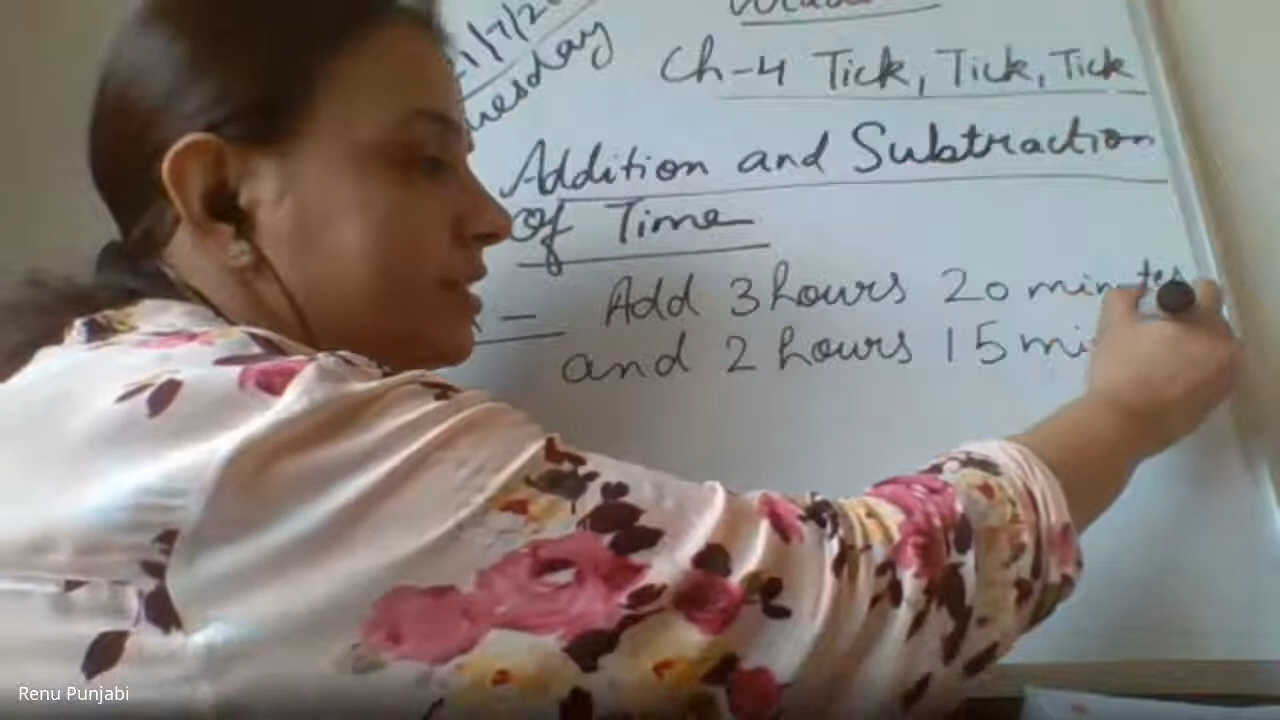 Ch-4 Tick, Tick, Tick
Addition and Subtraction
of Time
Add 3 hours 20 minutes
and 2 hours 15
Renu Punjabi